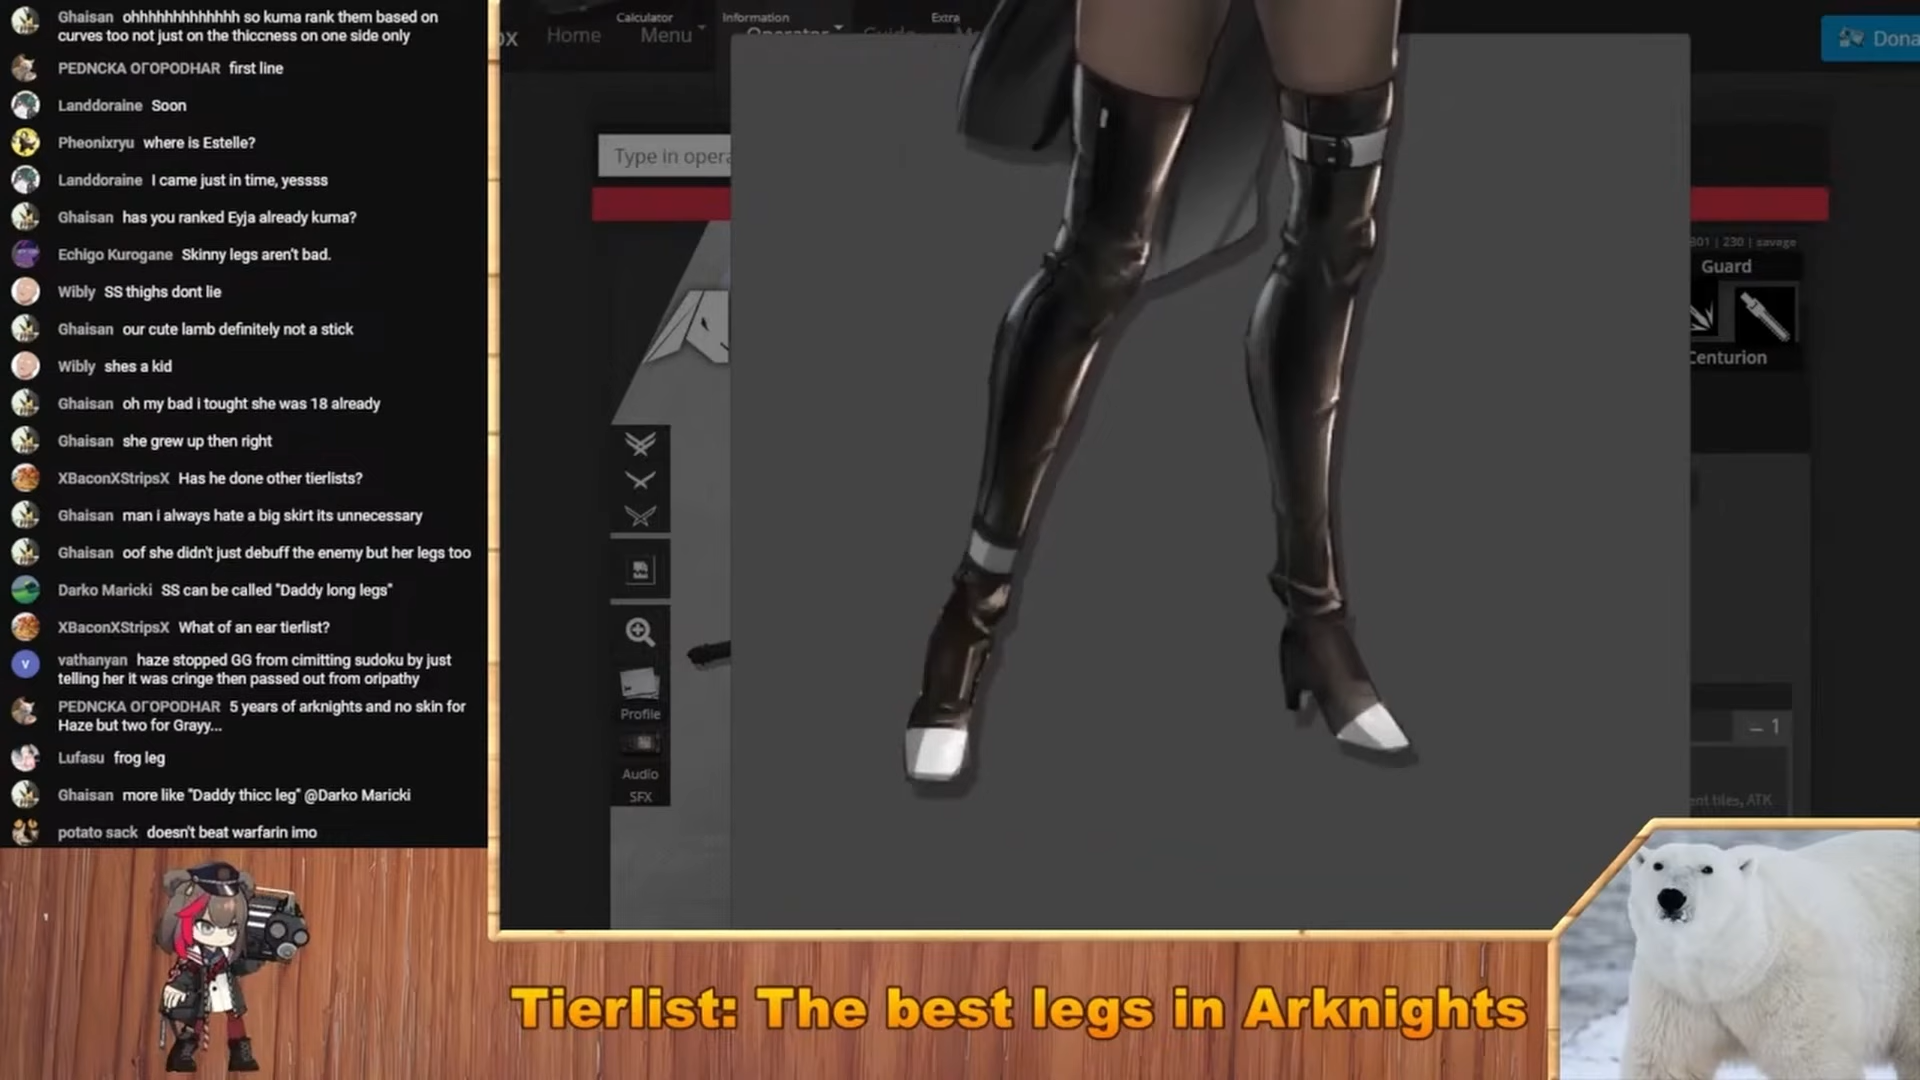 Ghaisan ohhhhhhhhhhhhh so kuma rank them based on
curves too not just on the thiccness on one side only
PEDNCKA ОГОРОDHAR first line
Landdoraine Soon
Pheonixryu where is Estelle?
Landdoraine I came just in time, yessss
Ghaisan has you ranked Eyja already kuma?
Echigo Kurogane Skinny legs aren't bad.
Wibly SS thighs dont lie
Ghaisan our cute lamb definitely not a stick
Wibly shes a kid
Ghaisan oh my bad i tought she was 18 already
Ghaisan she grew up then right
XBaconXStripsX Has he done other tierlists?
Ghaisan man i always hate a big skirt its unnecessary
Ghaisan oof she didn't just debuff the enemy but her legs too
Darko Maricki SS can be called "Daddy long legs"
XBaconXStripsX What of an ear tierlist?
V
vathanyan haze stopped GG from cimitting sudoku by just
telling her it was cringe then passed out from oripathy
PEDNCKA ОГОРОDHAR 5 years of arknights and no skin for
Haze but two for Grayy...
Lufasu frog leg
Ghaisan more like "Daddy thicc leg" @Darko Maricki
potato sack doesn't beat warfarin imo
Calculator Information Extra
ox Home Menu Operator Guide
Dona
Type in opera
801 | 230 | savage
Guard
Centurion
Profile
Audio
SFX
– 1
ent tiles, ATK
Tierlist: The best legs in Arknights